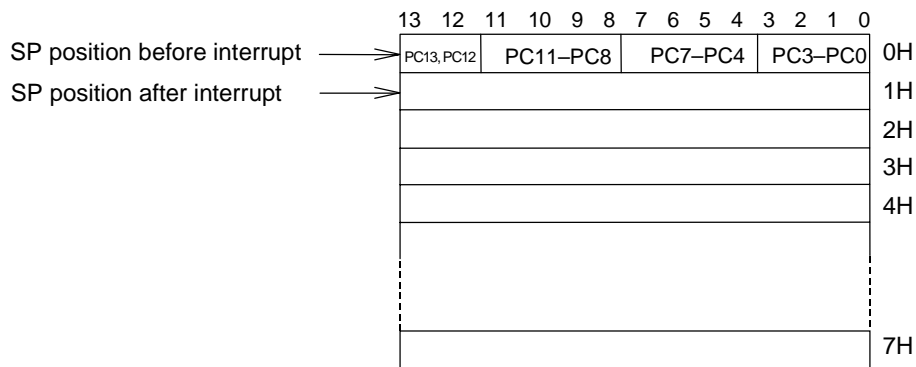 13 12 11 10 9 8 7 6 5 4 3 2 1 0
SP position before interrupt PC13, PC12 PC11–PC8 PC7–PC4 PC3–PC0 0H
SP position after interrupt 1H
2H
3H
4H
7H